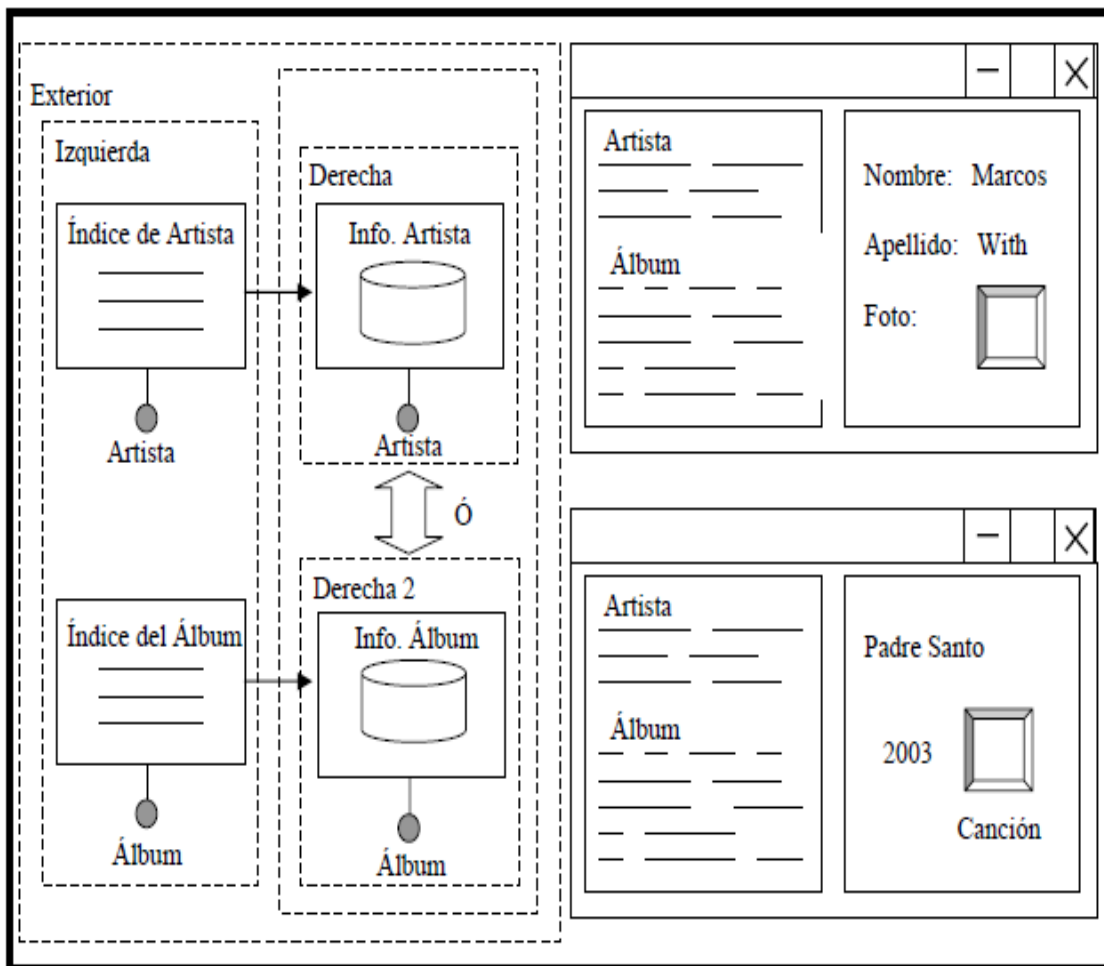 Exterior
Izquierda
Índice de Artista
Artista
Índice del Álbum
Álbum
Derecha
Info. Artista
Artista
Ó
Derecha 2
Info. Álbum
Álbum
Artista
Álbum
Nombre: Marcos
Apellido: With
Foto:
Artista
Álbum
Padre Santo
2003
Canción